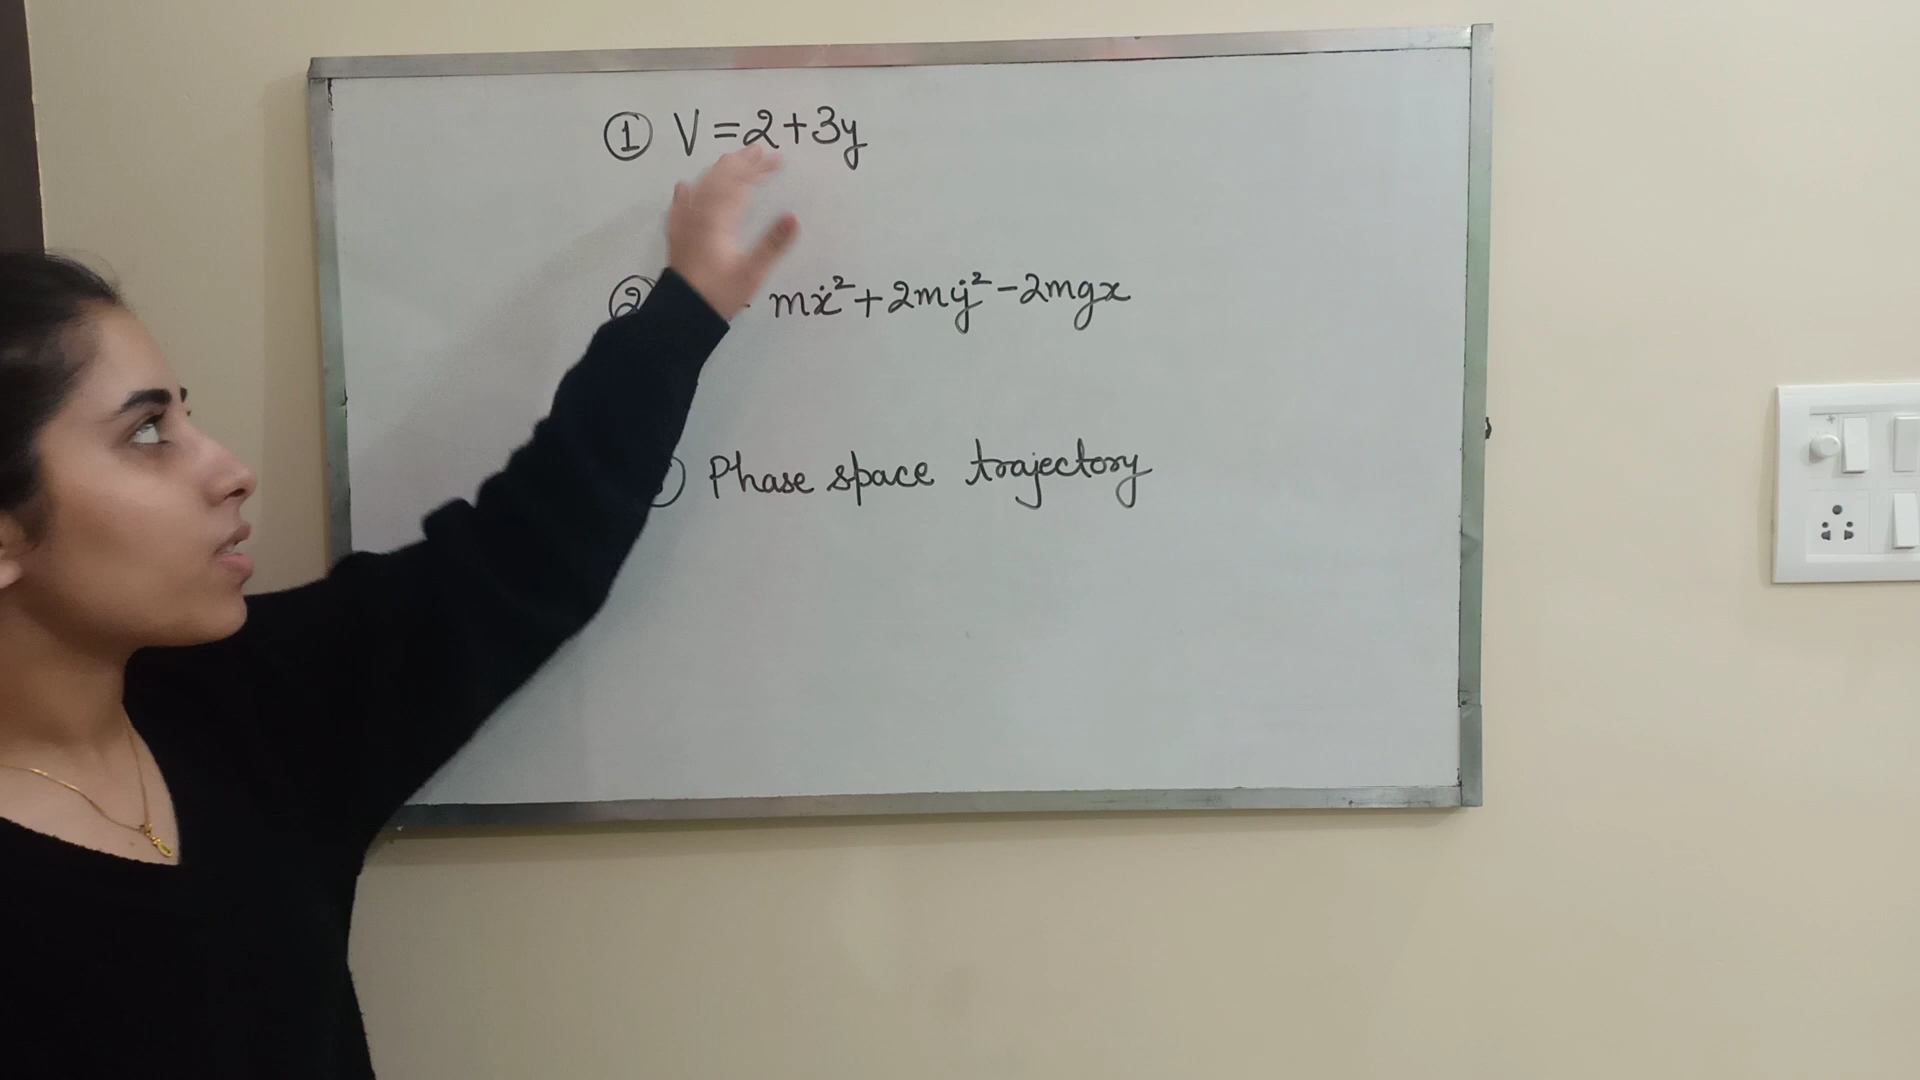 ① V = 2 + 3y
② mẋ² + 2mẏ² - 2mgx
Phase space trajectory